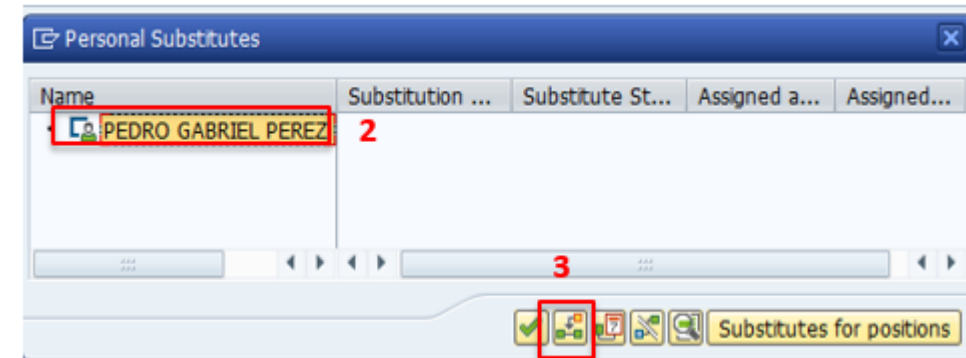 Personal Substitutes
Name Substitution ... Substitute St... Assigned a... Assigned...
PEDRO GABRIEL PEREZ 2
3
Substitutes for positions